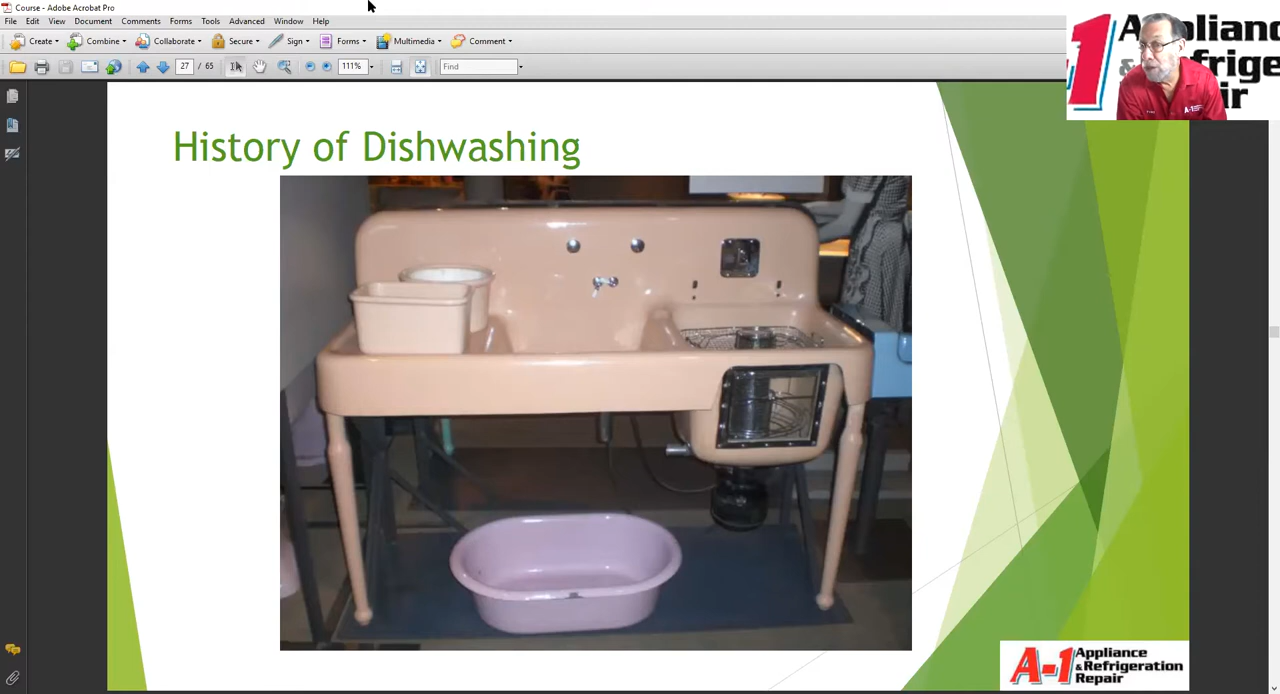 Course - Adobe Acrobat Pro
File Edit View Document Comments Forms Tools Advanced Window Help
Create Combine Collaborate Secure Sign Forms Multimedia Comment
27 / 65 111% Find
A-1
History of Dishwashing
A-1 Appliance
&Refrigeration
Repair